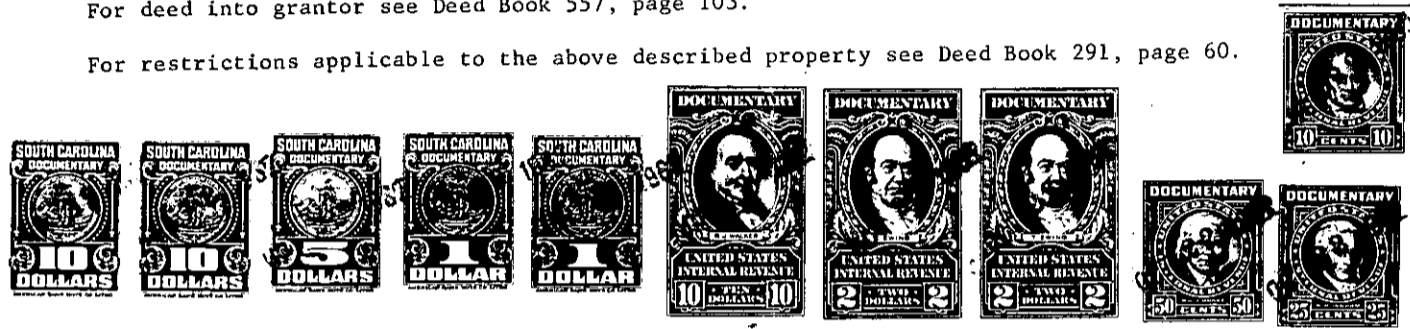 For deed into grantor see Deed Book 557, page 103.
For restrictions applicable to the above described property see Deed Book 291, page 60.
DOCUMENTARY
10 CENTS 10
SOUTH CAROLINA
DOCUMENTARY
10
DOLLARS
SOUTH CAROLINA
DOCUMENTARY
10
DOLLARS
SOUTH CAROLINA
DOCUMENTARY
5
DOLLARS
SOUTH CAROLINA
DOCUMENTARY
1
DOLLAR
SOUTH CAROLINA
DOCUMENTARY
1
DOLLAR
DOCUMENTARY
R J WALKER
UNITED STATES
INTERNAL REVENUE
10 TEN DOLLARS 10
DOCUMENTARY
EWING
UNITED STATES
INTERNAL REVENUE
2 TWO DOLLARS 2
DOCUMENTARY
T EWING
UNITED STATES
INTERNAL REVENUE
2 TWO DOLLARS 2
DOCUMENTARY
50 CENTS 50
DOCUMENTARY
25 CENTS 25